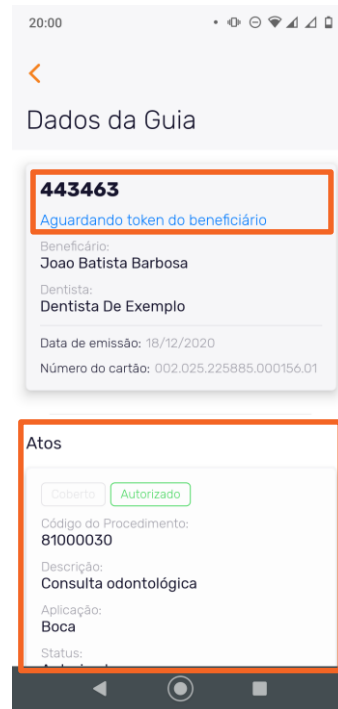 20:00
Dados da Guia
443463
Aguardando token do beneficiário
Beneficário:
Joao Batista Barbosa
Dentista:
Dentista De Exemplo
Data de emissão: 18/12/2020
Número do cartão: 002.025.225885.000156.01
Atos
Coberto Autorizado
Código do Procedimento:
81000030
Descrição:
Consulta odontológica
Aplicação:
Boca
Status: